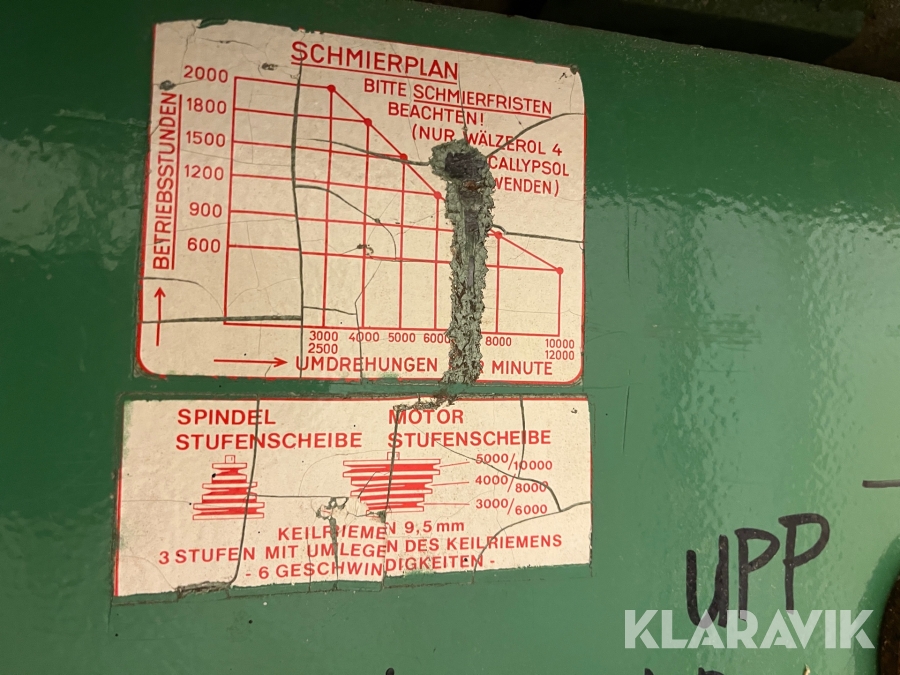 SCHMIERPLAN
BITTE SCHMIERFRISTEN
BEACHTEN!
(NUR WÄLZEROL 4
CALLYPSOL
WENDEN)
BETRIEBSSTUNDEN
2000
1800
1500
1200
900
600
3000 4000 5000 6000 8000 10000
2500 12000
UMDREHUNGEN MINUTE
SPINDEL MOTOR
STUFENSCHEIBE STUFENSCHEIBE
5000/10000
4000/8000
3000/6000
KEILRIEMEN 9,5 mm
3 STUFEN MIT UMLEGEN DES KEILRIEMENS
- 6 GESCHWINDIGKEITEN -
UPP
KLARAVIK